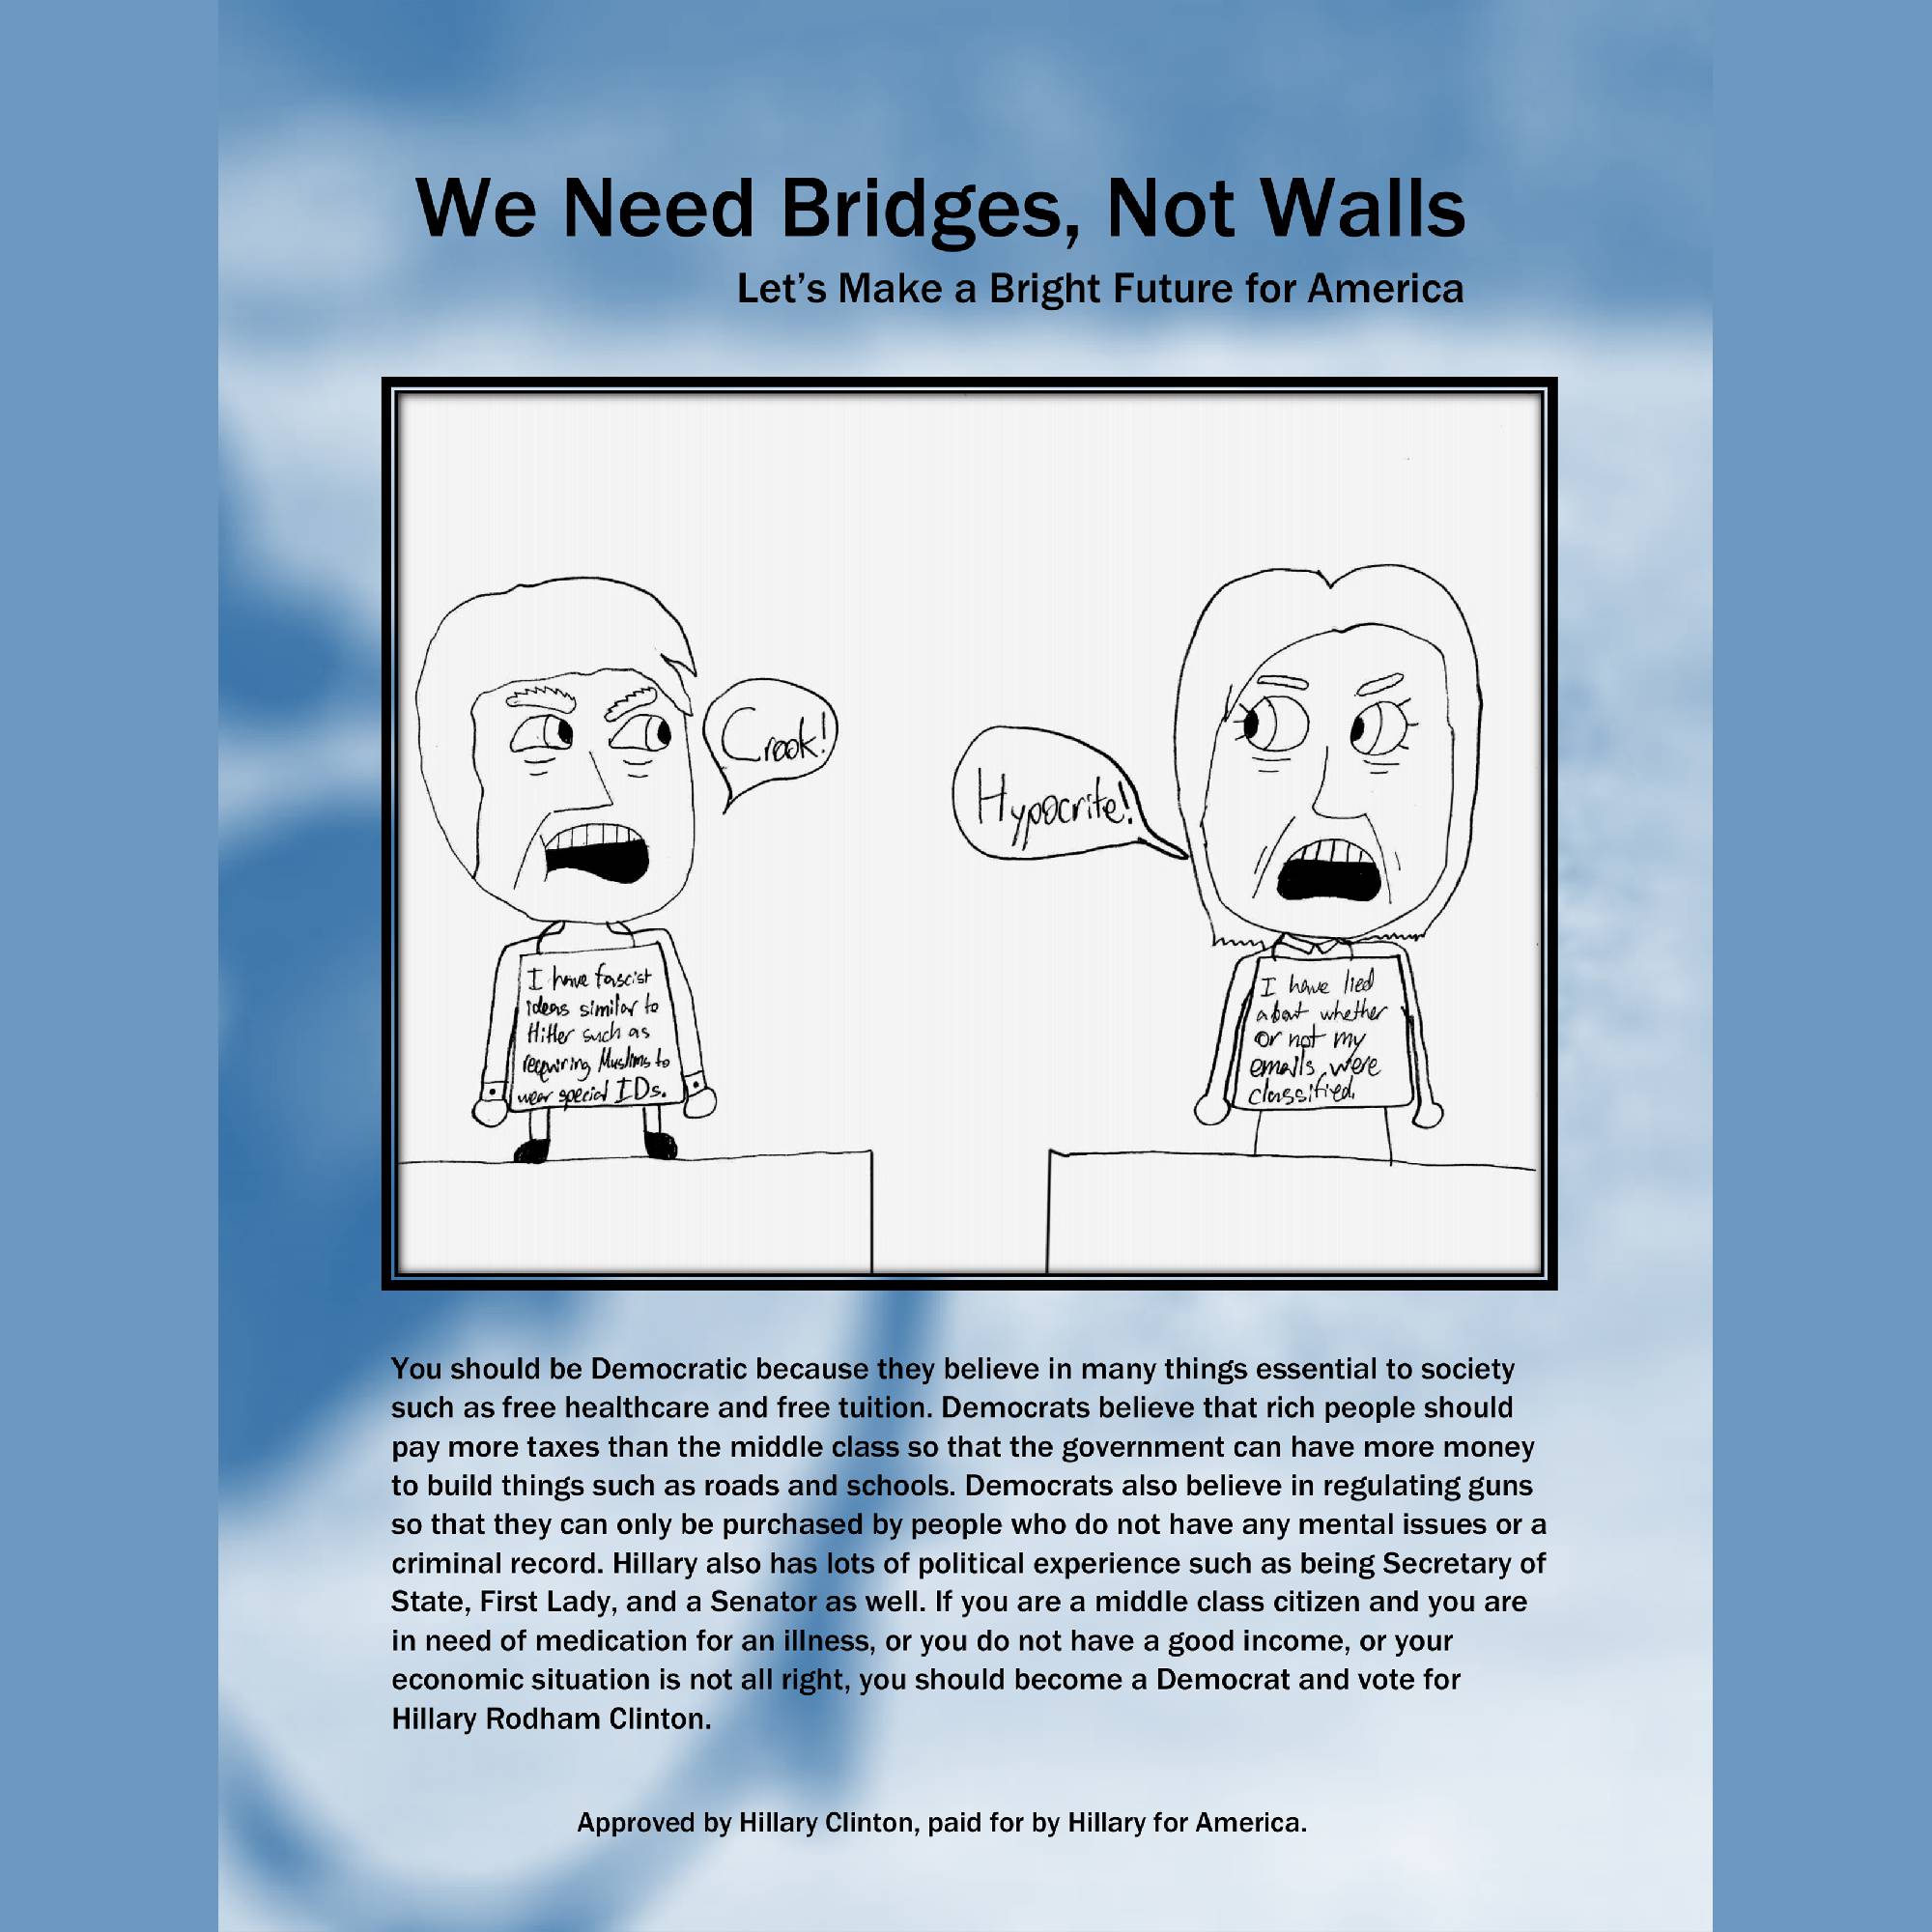 We Need Bridges, Not Walls
Let's Make a Bright Future for America
Crook!
Hypocrite!
I have fascist
ideas similar to
Hitler such as
requiring Muslims to
wear special IDs.
I have lied
about whether
or not my
emails were
classified.
You should be Democratic because they believe in many things essential to society
such as free healthcare and free tuition. Democrats believe that rich people should
pay more taxes than the middle class so that the government can have more money
to build things such as roads and schools. Democrats also believe in regulating guns
so that they can only be purchased by people who do not have any mental issues or a
criminal record. Hillary also has lots of political experience such as being Secretary of
State, First Lady, and a Senator as well. If you are a middle class citizen and you are
in need of medication for an illness, or you do not have a good income, or your
economic situation is not all right, you should become a Democrat and vote for
Hillary Rodham Clinton.
Approved by Hillary Clinton, paid for by Hillary for America.